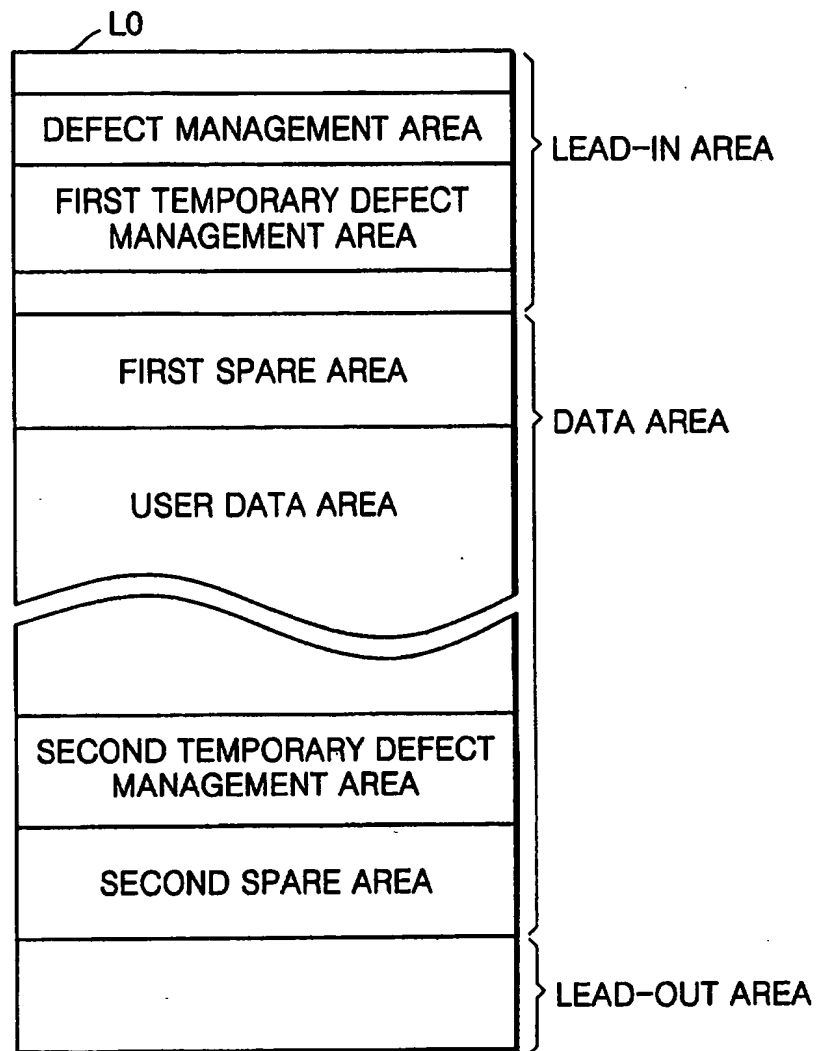 L0
DEFECT MANAGEMENT AREA
FIRST TEMPORARY DEFECT
MANAGEMENT AREA
LEAD-IN AREA
FIRST SPARE AREA
DATA AREA
USER DATA AREA
SECOND TEMPORARY DEFECT
MANAGEMENT AREA
SECOND SPARE AREA
LEAD-OUT AREA